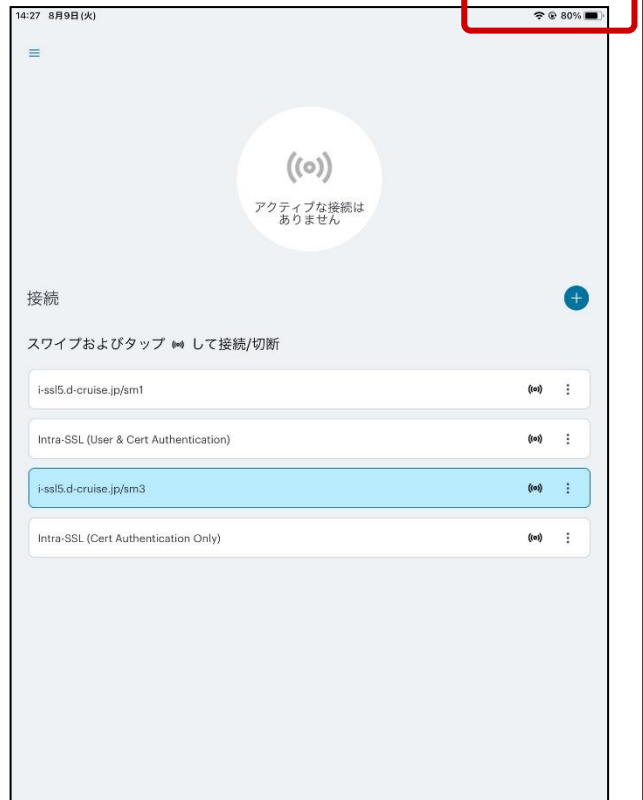 14:27 8月9日(火)
80%
アクティブな接続は
ありません
接続
スワイプおよびタップ して接続/切断
i-ssl5.d-cruise.jp/sm1
Intra-SSL (User & Cert Authentication)
i-ssl5.d-cruise.jp/sm3
Intra-SSL (Cert Authentication Only)